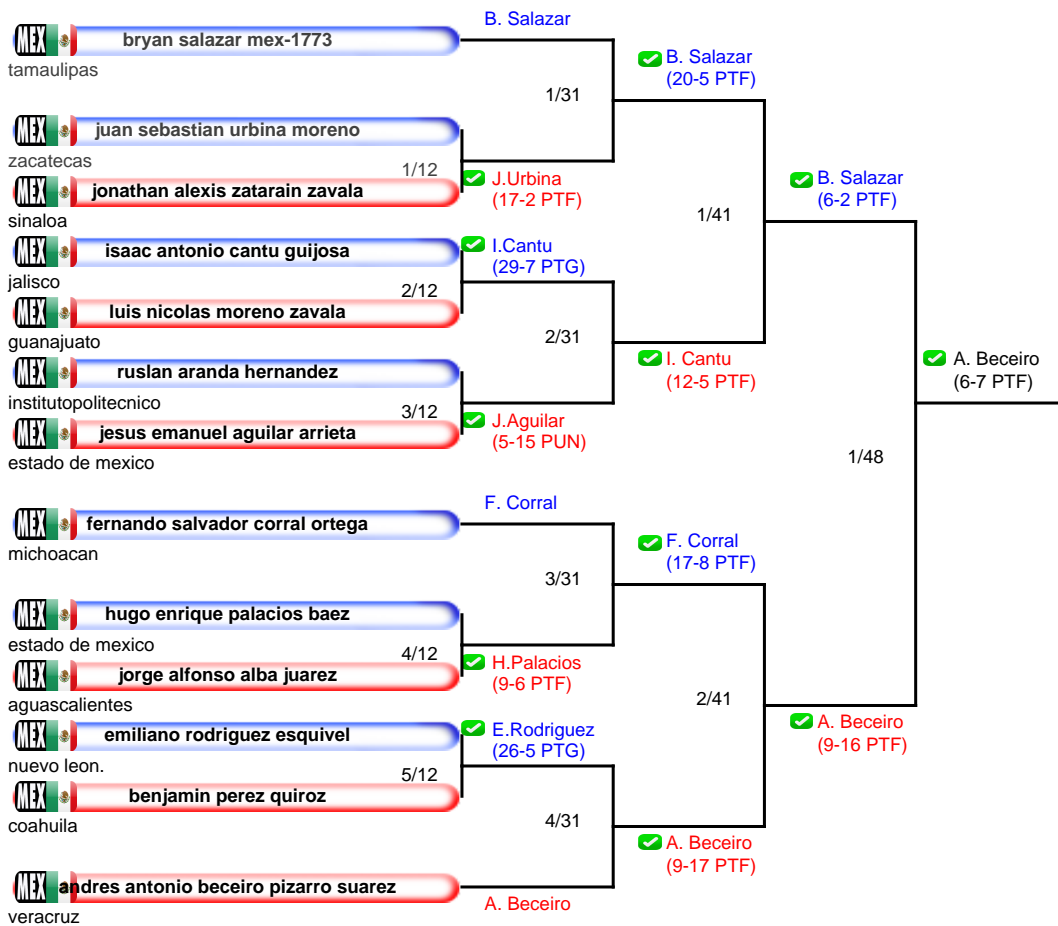 B. Salazar
MEX bryan salazar mex-1773
tamaulipas
B. Salazar
(20-5 PTF)
1/31
MEX juan sebastian urbina moreno
zacatecas
1/12
J.Urbina
(17-2 PTF)
MEX jonathan alexis zatarain zavala
sinaloa
B. Salazar
(6-2 PTF)
1/41
MEX isaac antonio cantu guijosa
jalisco
I.Cantu
(29-7 PTG)
2/12
MEX luis nicolas moreno zavala
guanajuato
2/31
I. Cantu
(12-5 PTF)
MEX ruslan aranda hernandez
institutopolitecnico
3/12
J.Aguilar
(5-15 PUN)
MEX jesus emanuel aguilar arrieta
estado de mexico
A. Beceiro
(6-7 PTF)
1/48
F. Corral
MEX fernando salvador corral ortega
michoacan
F. Corral
(17-8 PTF)
3/31
MEX hugo enrique palacios baez
estado de mexico
4/12
H.Palacios
(9-6 PTF)
MEX jorge alfonso alba juarez
aguascalientes
2/41
A. Beceiro
(9-16 PTF)
MEX emiliano rodriguez esquivel
nuevo leon.
E.Rodriguez
(26-5 PTG)
5/12
MEX benjamin perez quiroz
coahuila
4/31
A. Beceiro
(9-17 PTF)
MEX andres antonio beceiro pizarro suarez
veracruz
A. Beceiro